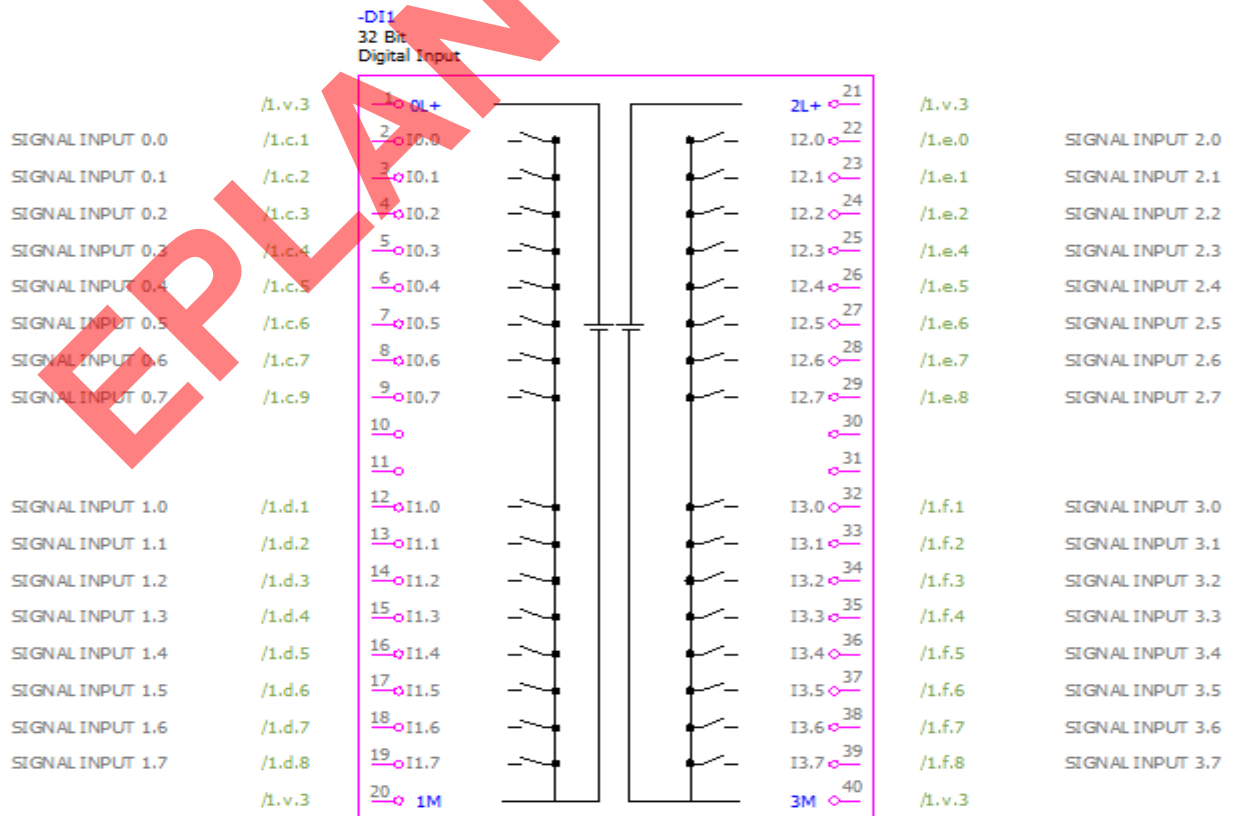 -DI1
32 Bit
Digital Input
/1.v.3 1 0L+ 2L+ 21 /1.v.3
SIGNAL INPUT 0.0 /1.c.1 2 I0.0 I2.0 22 /1.e.0 SIGNAL INPUT 2.0
SIGNAL INPUT 0.1 /1.c.2 3 I0.1 I2.1 23 /1.e.1 SIGNAL INPUT 2.1
SIGNAL INPUT 0.2 /1.c.3 4 I0.2 I2.2 24 /1.e.2 SIGNAL INPUT 2.2
SIGNAL INPUT 0.3 /1.c.4 5 I0.3 I2.3 25 /1.e.4 SIGNAL INPUT 2.3
SIGNAL INPUT 0.4 /1.c.5 6 I0.4 I2.4 26 /1.e.5 SIGNAL INPUT 2.4
SIGNAL INPUT 0.5 /1.c.6 7 I0.5 I2.5 27 /1.e.6 SIGNAL INPUT 2.5
SIGNAL INPUT 0.6 /1.c.7 8 I0.6 I2.6 28 /1.e.7 SIGNAL INPUT 2.6
SIGNAL INPUT 0.7 /1.c.9 9 I0.7 I2.7 29 /1.e.8 SIGNAL INPUT 2.7
10 30
11 31
SIGNAL INPUT 1.0 /1.d.1 12 I1.0 I3.0 32 /1.f.1 SIGNAL INPUT 3.0
SIGNAL INPUT 1.1 /1.d.2 13 I1.1 I3.1 33 /1.f.2 SIGNAL INPUT 3.1
SIGNAL INPUT 1.2 /1.d.3 14 I1.2 I3.2 34 /1.f.3 SIGNAL INPUT 3.2
SIGNAL INPUT 1.3 /1.d.4 15 I1.3 I3.3 35 /1.f.4 SIGNAL INPUT 3.3
SIGNAL INPUT 1.4 /1.d.5 16 I1.4 I3.4 36 /1.f.5 SIGNAL INPUT 3.4
SIGNAL INPUT 1.5 /1.d.6 17 I1.5 I3.5 37 /1.f.6 SIGNAL INPUT 3.5
SIGNAL INPUT 1.6 /1.d.7 18 I1.6 I3.6 38 /1.f.7 SIGNAL INPUT 3.6
SIGNAL INPUT 1.7 /1.d.8 19 I1.7 I3.7 39 /1.f.8 SIGNAL INPUT 3.7
/1.v.3 20 1M 3M 40 /1.v.3
EPLAN